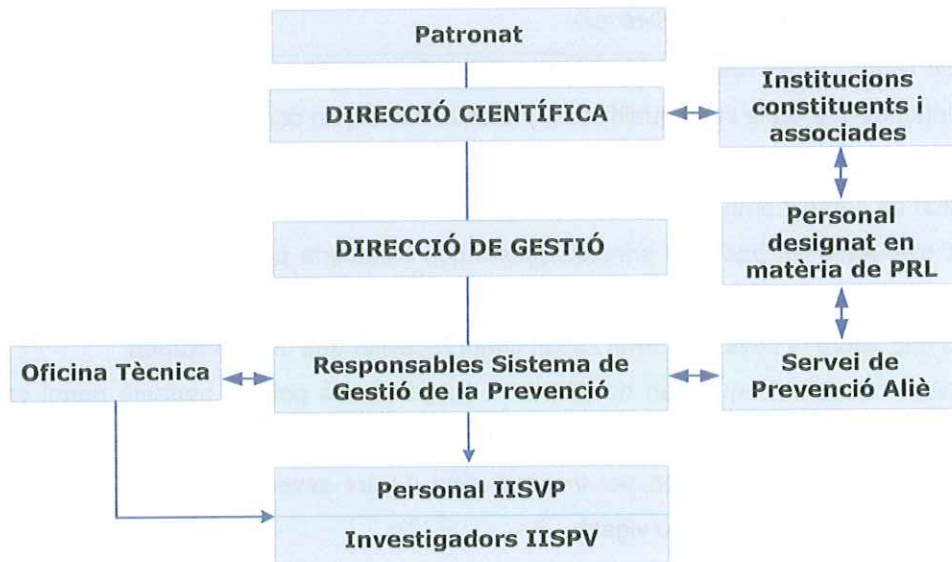 Patronat
DIRECCIÓ CIENTÍFICA
Institucions
constituents i
associades
DIRECCIÓ DE GESTIÓ
Personal
designat en
matèria de PRL
Oficina Tècnica
Responsables Sistema de
Gestió de la Prevenció
Servei de
Prevenció Aliè
Personal IISVP
Investigadors IISPV